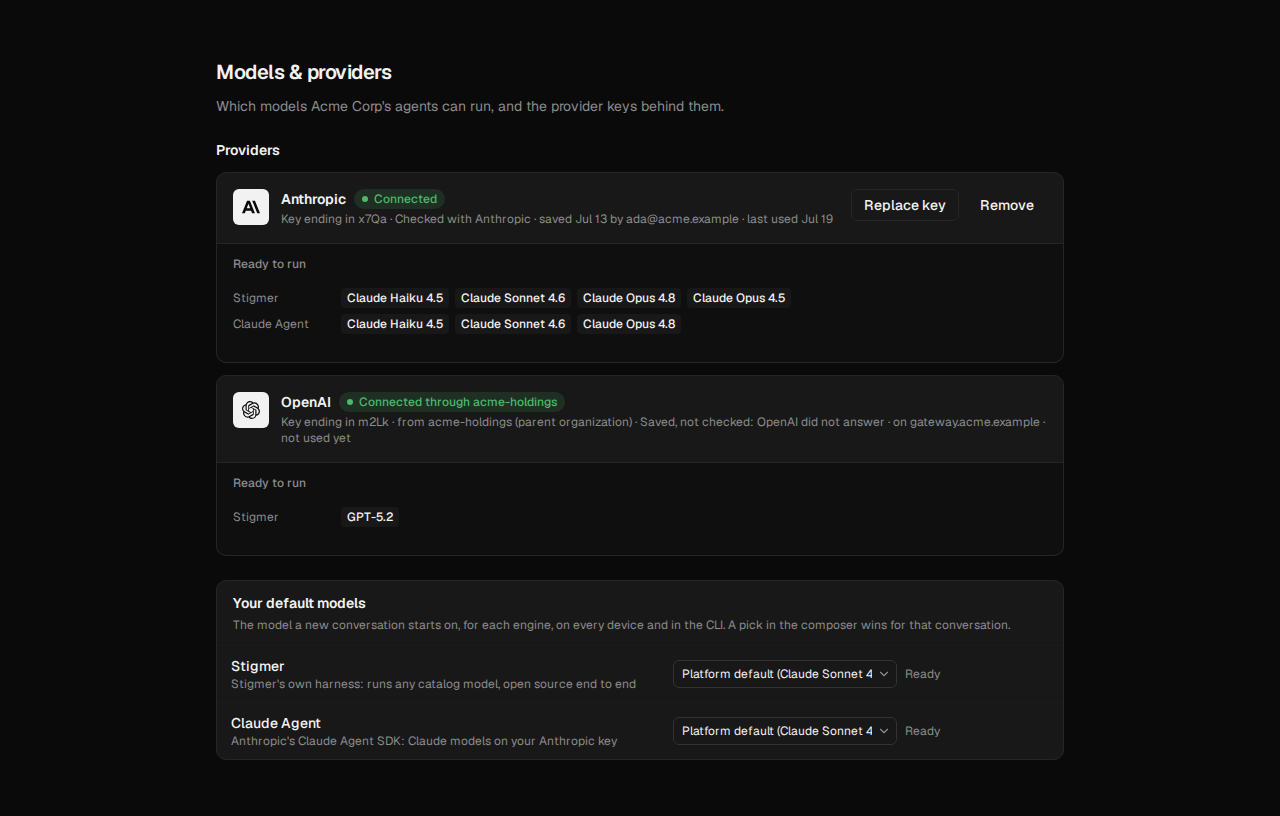 Models & providers
Which models Acme Corp's agents can run, and the provider keys behind them.
Providers
Anthropic
Connected
Key ending in x7Qa · Checked with Anthropic · saved Jul 13 by ada@acme.example · last used Jul 19
Replace key
Remove
Ready to run
Stigmer
Claude Haiku 4.5
Claude Sonnet 4.6
Claude Opus 4.8
Claude Opus 4.5
Claude Agent
Claude Haiku 4.5
Claude Sonnet 4.6
Claude Opus 4.8
OpenAI
Connected through acme-holdings
Key ending in m2Lk · from acme-holdings (parent organization) · Saved, not checked: OpenAI did not answer · on gateway.acme.example ·
not used yet
Ready to run
Stigmer
GPT-5.2
Your default models
The model a new conversation starts on, for each engine, on every device and in the CLI. A pick in the composer wins for that conversation.
Stigmer
Stigmer's own harness: runs any catalog model, open source end to end
Platform default (Claude Sonnet 4
Ready
Claude Agent
Anthropic's Claude Agent SDK: Claude models on your Anthropic key
Platform default (Claude Sonnet 4
Ready